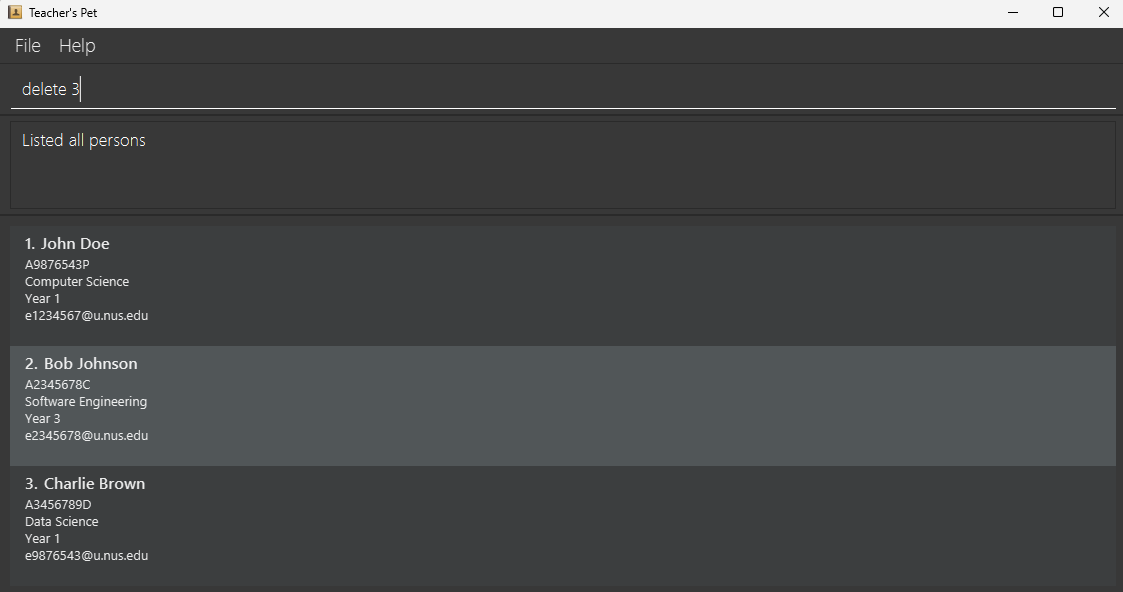 Teacher's Pet
File Help
delete 3
Listed all persons
1. John Doe
A9876543P
Computer Science
Year 1
e1234567@u.nus.edu
2. Bob Johnson
A2345678C
Software Engineering
Year 3
e2345678@u.nus.edu
3. Charlie Brown
A3456789D
Data Science
Year 1
e9876543@u.nus.edu